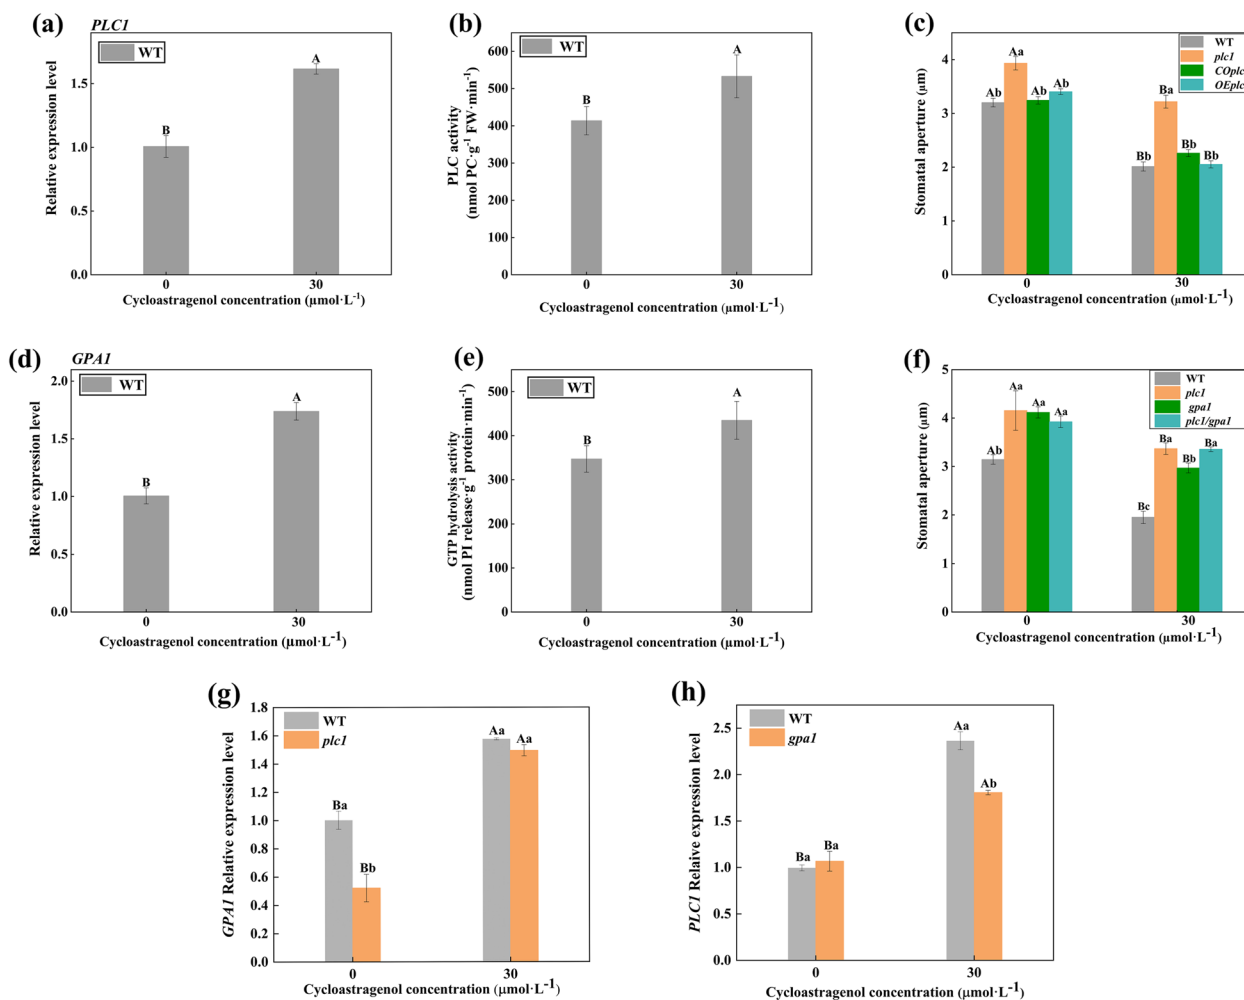 (a)
PLC1
WT
Relative expression level
1.5
1.0
0.5
0.0
B
A
0
30
Cycloastragenol concentration (µmol·L-1)
(b)
WT
PLC activity
(nmol PC·g-1 FW·min-1)
600
500
400
300
200
100
0
B
A
0
30
Cycloastragenol concentration (µmol·L-1)
(c)
WT
plc1
COplc
OEplc
Stomatal aperture (µm)
4
3
2
1
0
Ab
Aa
Ab
Ab
Bb
Ba
Bb
Bb
0
30
Cycloastragenol concentration (µmol·L-1)
(d)
GPA1
WT
Relative expression level
2.0
1.5
1.0
0.5
0.0
B
A
0
30
Cycloastragenol concentration (µmol·L-1)
(e)
WT
GTP hydrolysis activity
(nmol PI release·g-1 protein·min-1)
500
400
300
200
100
0
B
A
0
30
Cycloastragenol concentration (µmol·L-1)
(f)
WT
plc1
gpa1
plc1/gpa1
Stomatal aperture (µm)
5
4
3
2
1
0
Ab
Aa
Aa
Aa
Bc
Ba
Bb
Ba
0
30
Cycloastragenol concentration (µmol·L-1)
(g)
WT
plc1
GPA1 Relative expression level
1.8
1.6
1.4
1.2
1.0
0.8
0.6
0.4
0.2
0.0
Ba
Bb
Aa
Aa
0
30
Cycloastragenol concentration (µmol·L-1)
(h)
WT
gpa1
PLC1 Relaive expression level
2.5
2.0
1.5
1.0
0.5
0.0
Ba
Ba
Aa
Ab
0
30
Cycloastragenol concentration (µmol·L-1)